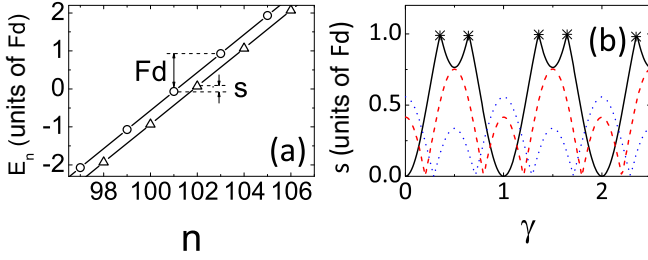 2
1
0
-1
-2
E_n (units of Fd)
Fd
s
(a)
98 100 102 104 106
n
1.0
0.5
0.0
s (units of Fd)
(b)
0 1 2
γ